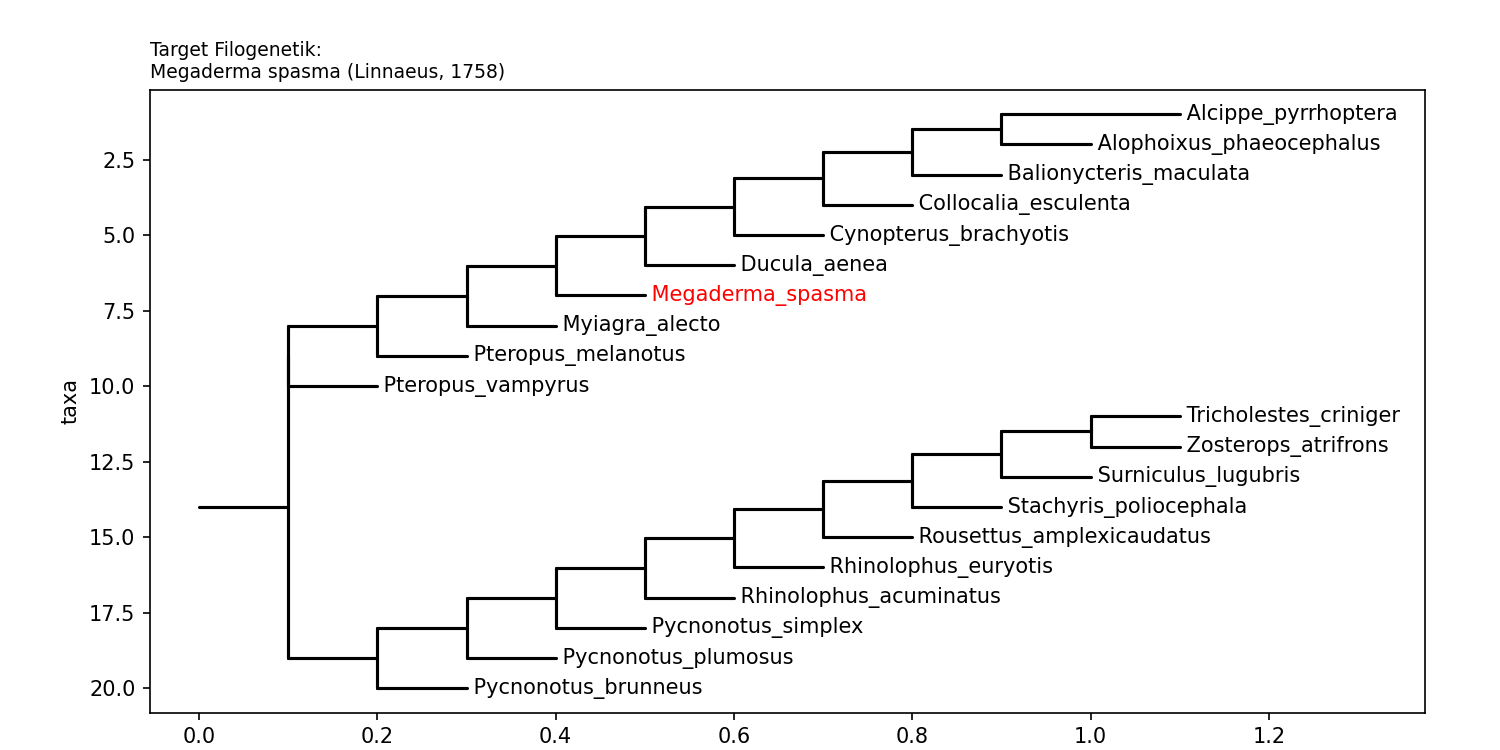 Target Filogenetik:
Megaderma spasma (Linnaeus, 1758)
Alcippe_pyrrhoptera
Alophoixus_phaeocephalus
2.5
Balionycteris_maculata
Collocalia_esculenta
5.0
Cynopterus_brachyotis
Ducula_aenea
Megaderma_spasma
7.5
Myiagra_alecto
Pteropus_melanotus
10.0
Pteropus_vampyrus
taxa
Tricholestes_criniger
Zosterops_atrifrons
12.5
Surniculus_lugubris
Stachyris_poliocephala
15.0
Rousettus_amplexicaudatus
Rhinolophus_euryotis
Rhinolophus_acuminatus
17.5
Pycnonotus_simplex
Pycnonotus_plumosus
20.0
Pycnonotus_brunneus
0.0 0.2 0.4 0.6 0.8 1.0 1.2